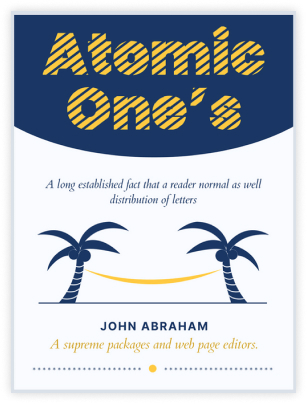 Atomic
One's
A long established fact that a reader normal as well
distribution of letters
JOHN ABRAHAM
A supreme packages and web page editors.